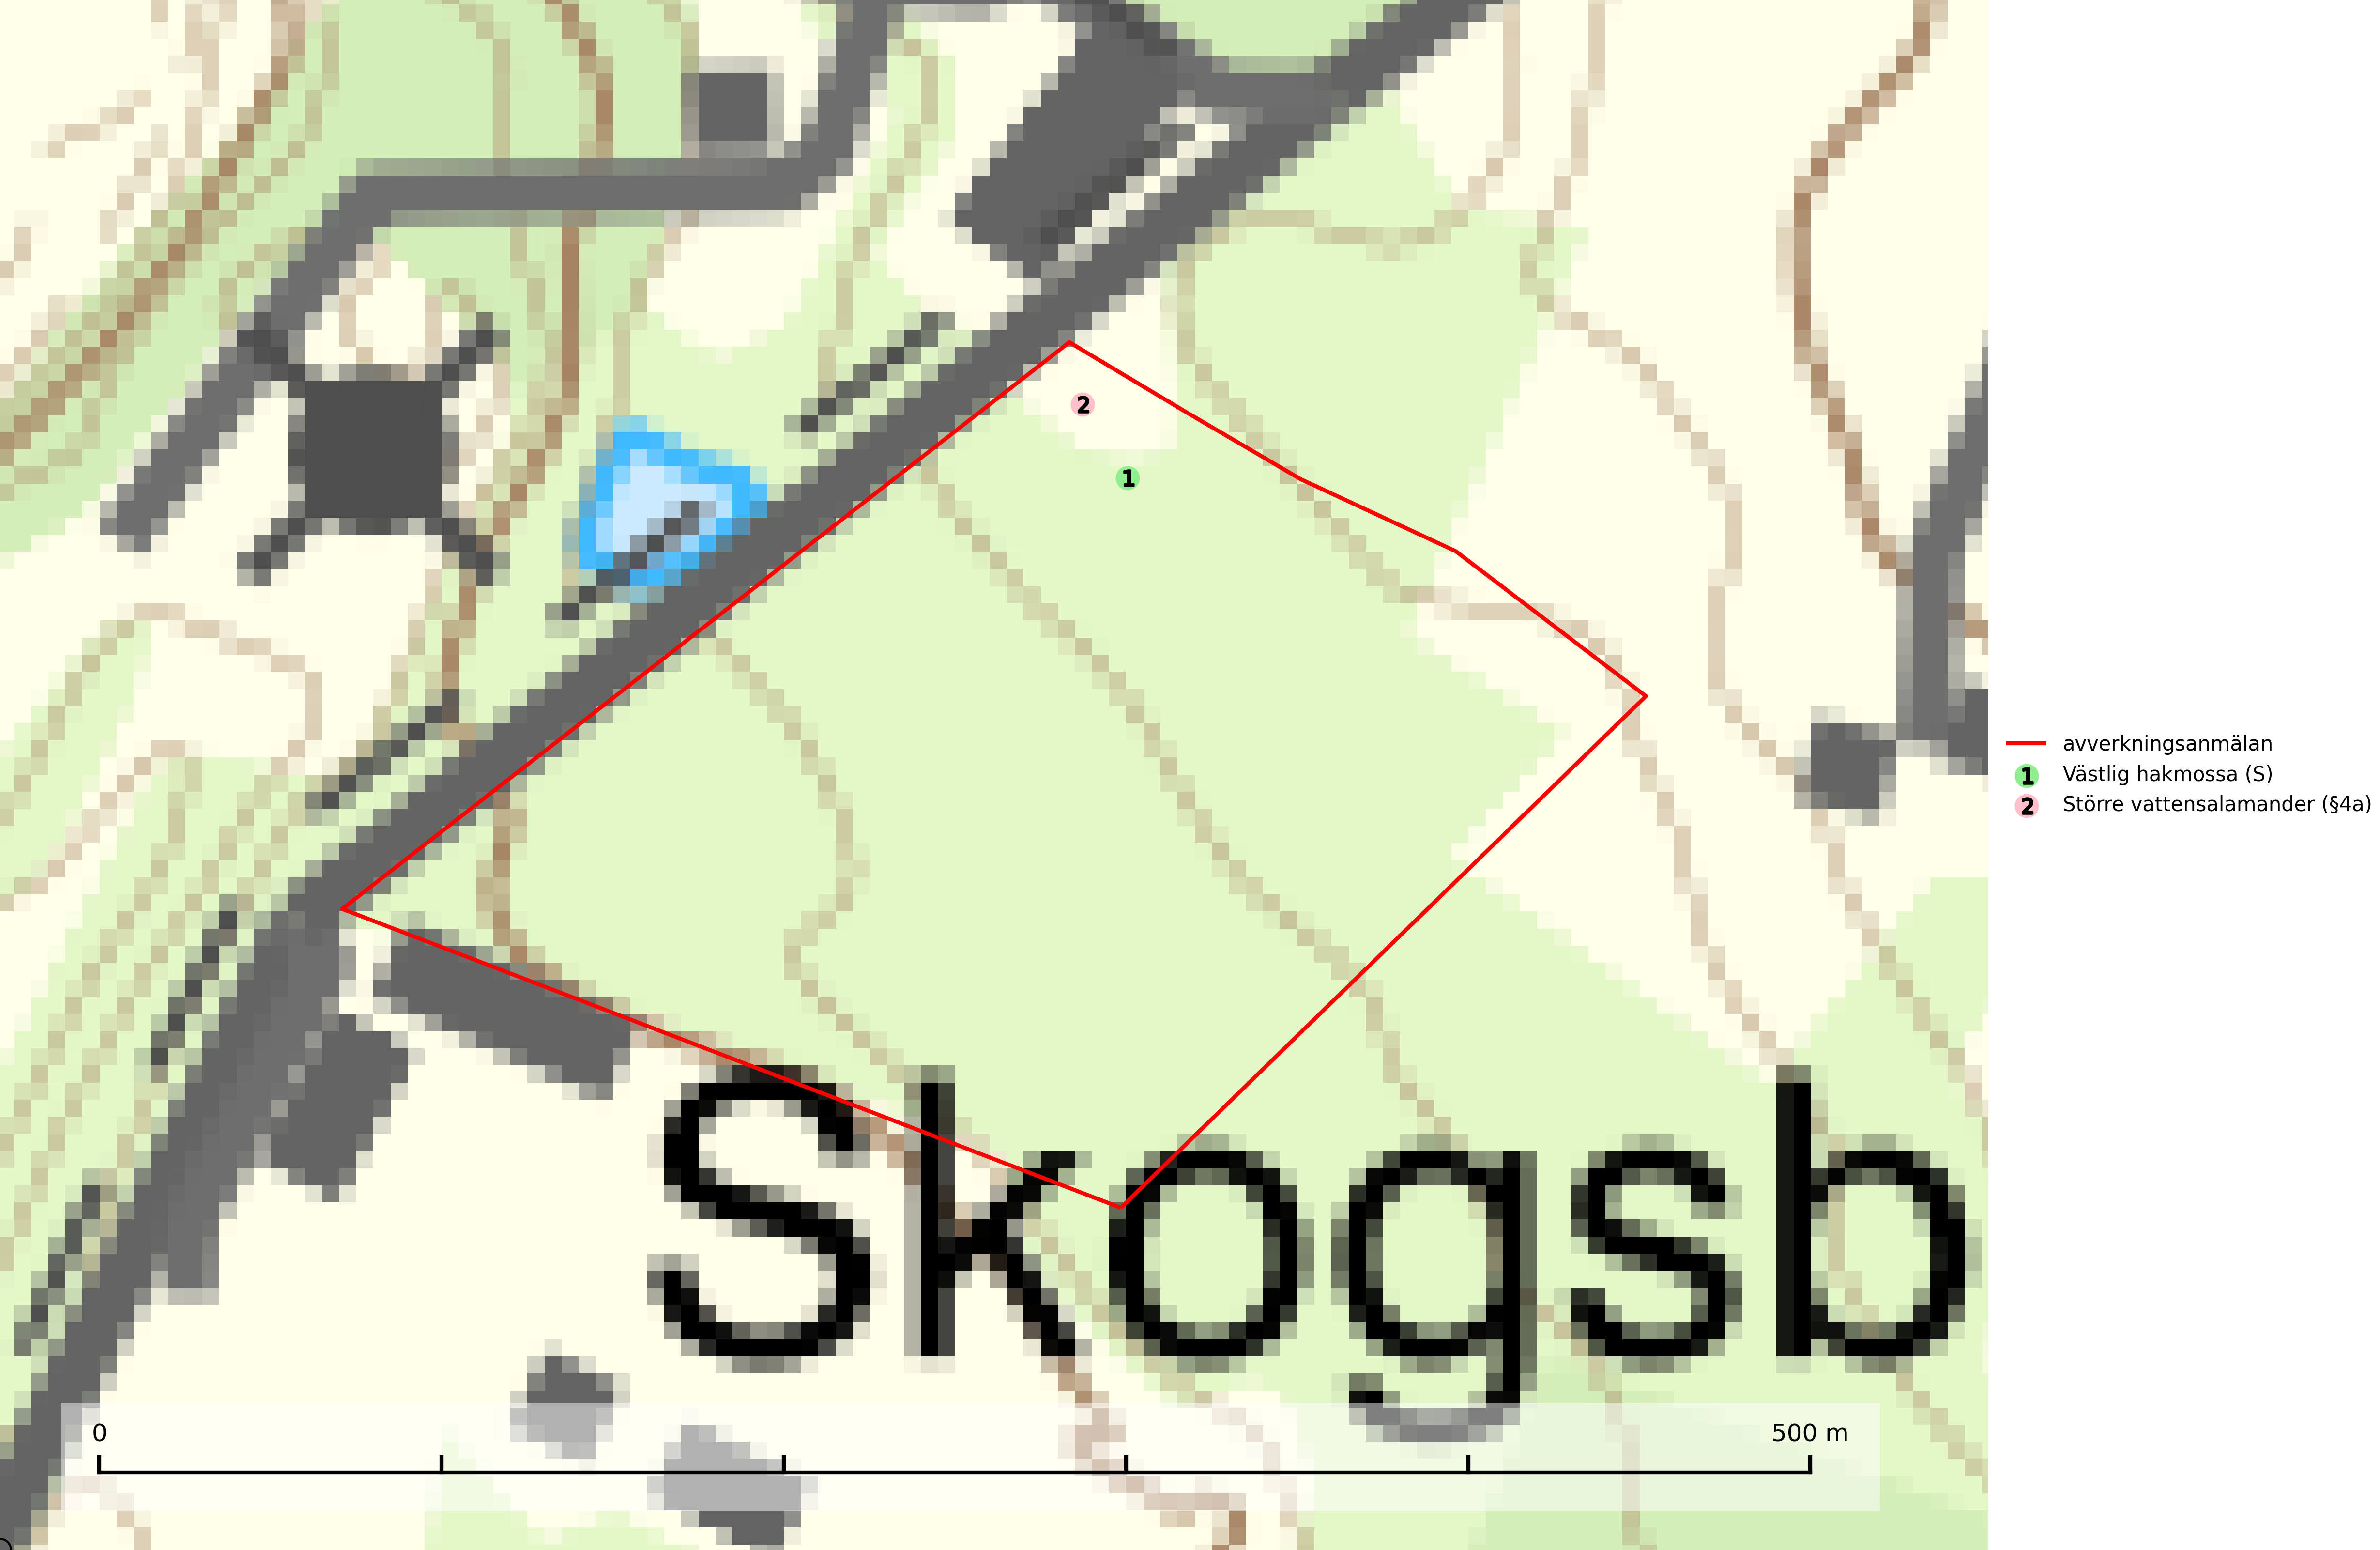 2
1
avverkningsanmälan
1 Västlig hakmossa (S)
2 Större vattensalamander (§4a)
Skogsb
0 500 m